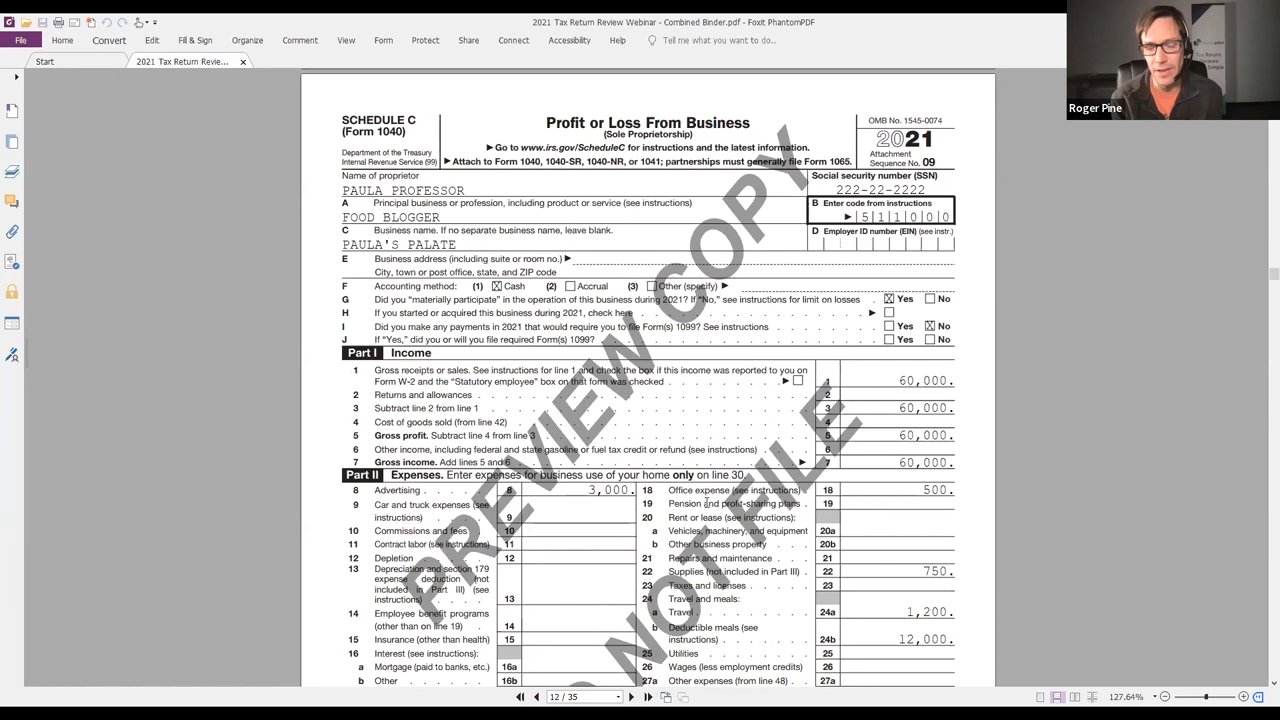 2021 Tax Return Review Webinar - Combined Binder.pdf - Foxit PhantomPDF
File Home Convert Edit Fill & Sign Organize Comment View Form Protect Share Connect Accessibility Help Tell me what you want to do...
Start 2021 Tax Return Revie...
Tax Return
Roger Pine
SCHEDULE C
(Form 1040)
Department of the Treasury
Internal Revenue Service (99)
Profit or Loss From Business
(Sole Proprietorship)
▶ Go to www.irs.gov/ScheduleC for instructions and the latest information.
▶ Attach to Form 1040, 1040-SR, 1040-NR, or 1041; partnerships must generally file Form 1065.
OMB No. 1545-0074
2021
Attachment
Sequence No. 09
Name of proprietor
PAULA PROFESSOR
Social security number (SSN)
222-22-2222
A Principal business or profession, including product or service (see instructions)
FOOD BLOGGER
B Enter code from instructions
▶ 5 1 1 0 0 0
C Business name. If no separate business name, leave blank.
PAULA'S PALATE
D Employer ID number (EIN) (see instr.)
E Business address (including suite or room no.) ▶
City, town or post office, state, and ZIP code
F Accounting method: (1) X Cash (2) Accrual (3) Other (specify) ▶
G Did you “materially participate” in the operation of this business during 2021? If “No,” see instructions for limit on losses . X Yes No
H If you started or acquired this business during 2021, check here ▶
I Did you make any payments in 2021 that would require you to file Form(s) 1099? See instructions Yes X No
J If “Yes,” did you or will you file required Form(s) 1099? Yes No
Part I Income
1 Gross receipts or sales. See instructions for line 1 and check the box if this income was reported to you on
Form W-2 and the “Statutory employee” box on that form was checked ▶ 1 60,000.
2 Returns and allowances 2
3 Subtract line 2 from line 1 3 60,000.
4 Cost of goods sold (from line 42) 4
5 Gross profit. Subtract line 4 from line 3 5 60,000.
6 Other income, including federal and state gasoline or fuel tax credit or refund (see instructions) 6
7 Gross income. Add lines 5 and 6 ▶ 7 60,000.
Part II Expenses. Enter expenses for business use of your home only on line 30.
8 Advertising 8 3,000.
9 Car and truck expenses (see
instructions) 9
10 Commissions and fees 10
11 Contract labor (see instructions) 11
12 Depletion 12
13 Depreciation and section 179
expense deduction (not
included in Part III) (see
instructions) 13
14 Employee benefit programs
(other than on line 19) 14
15 Insurance (other than health) 15
16 Interest (see instructions):
a Mortgage (paid to banks, etc.) 16a
b Other 16b
18 Office expense (see instructions) 18 500.
19 Pension and profit-sharing plans 19
20 Rent or lease (see instructions):
a Vehicles, machinery, and equipment 20a
b Other business property 20b
21 Repairs and maintenance 21
22 Supplies (not included in Part III) 22 750.
23 Taxes and licenses 23
24 Travel and meals:
a Travel 24a 1,200.
b Deductible meals (see
instructions) 24b 12,000.
25 Utilities 25
26 Wages (less employment credits) 26
27a Other expenses (from line 48) 27a
PREVIEW COPY
DO NOT FILE
12 / 35
127.64%